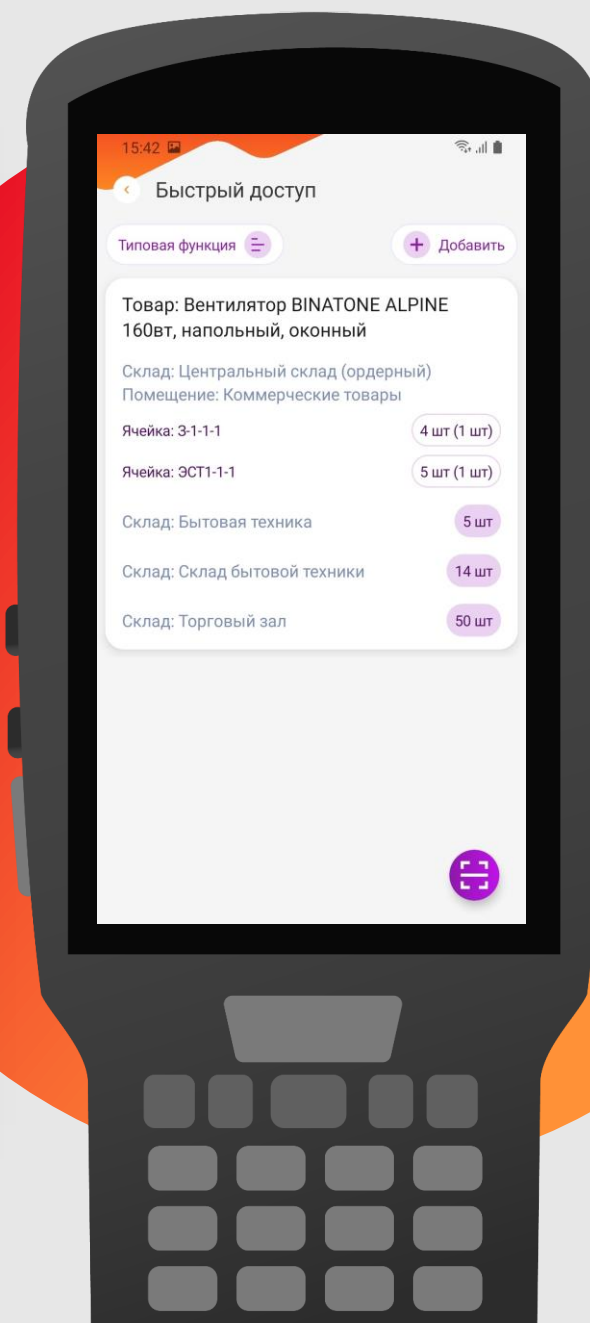 15:42
Быстрый доступ
Типовая функция
Добавить
Товар: Вентилятор BINATONE ALPINE
160вт, напольный, оконный
Склад: Центральный склад (ордерный)
Помещение: Коммерческие товары
Ячейка: З-1-1-1
4 шт (1 шт)
Ячейка: ЭСТ1-1-1
5 шт (1 шт)
Склад: Бытовая техника
5 шт
Склад: Склад бытовой техники
14 шт
Склад: Торговый зал
50 шт